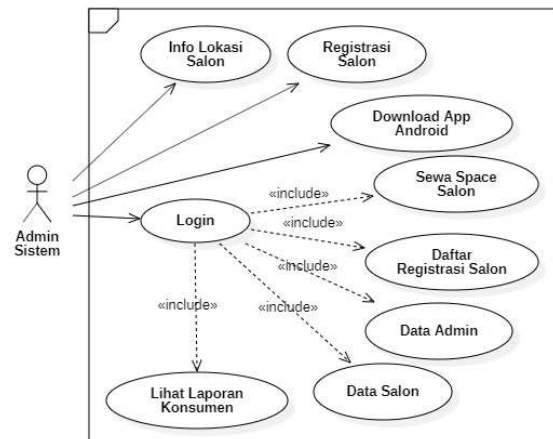 Info Lokasi
Salon
Registrasi
Salon
Download App
Android
«include»
Sewa Space
Salon
Admin
Sistem
Login
«include»
Daftar
Registrasi Salon
«include»
Data Admin
«include»
«include»
Lihat Laporan
Konsumen
Data Salon